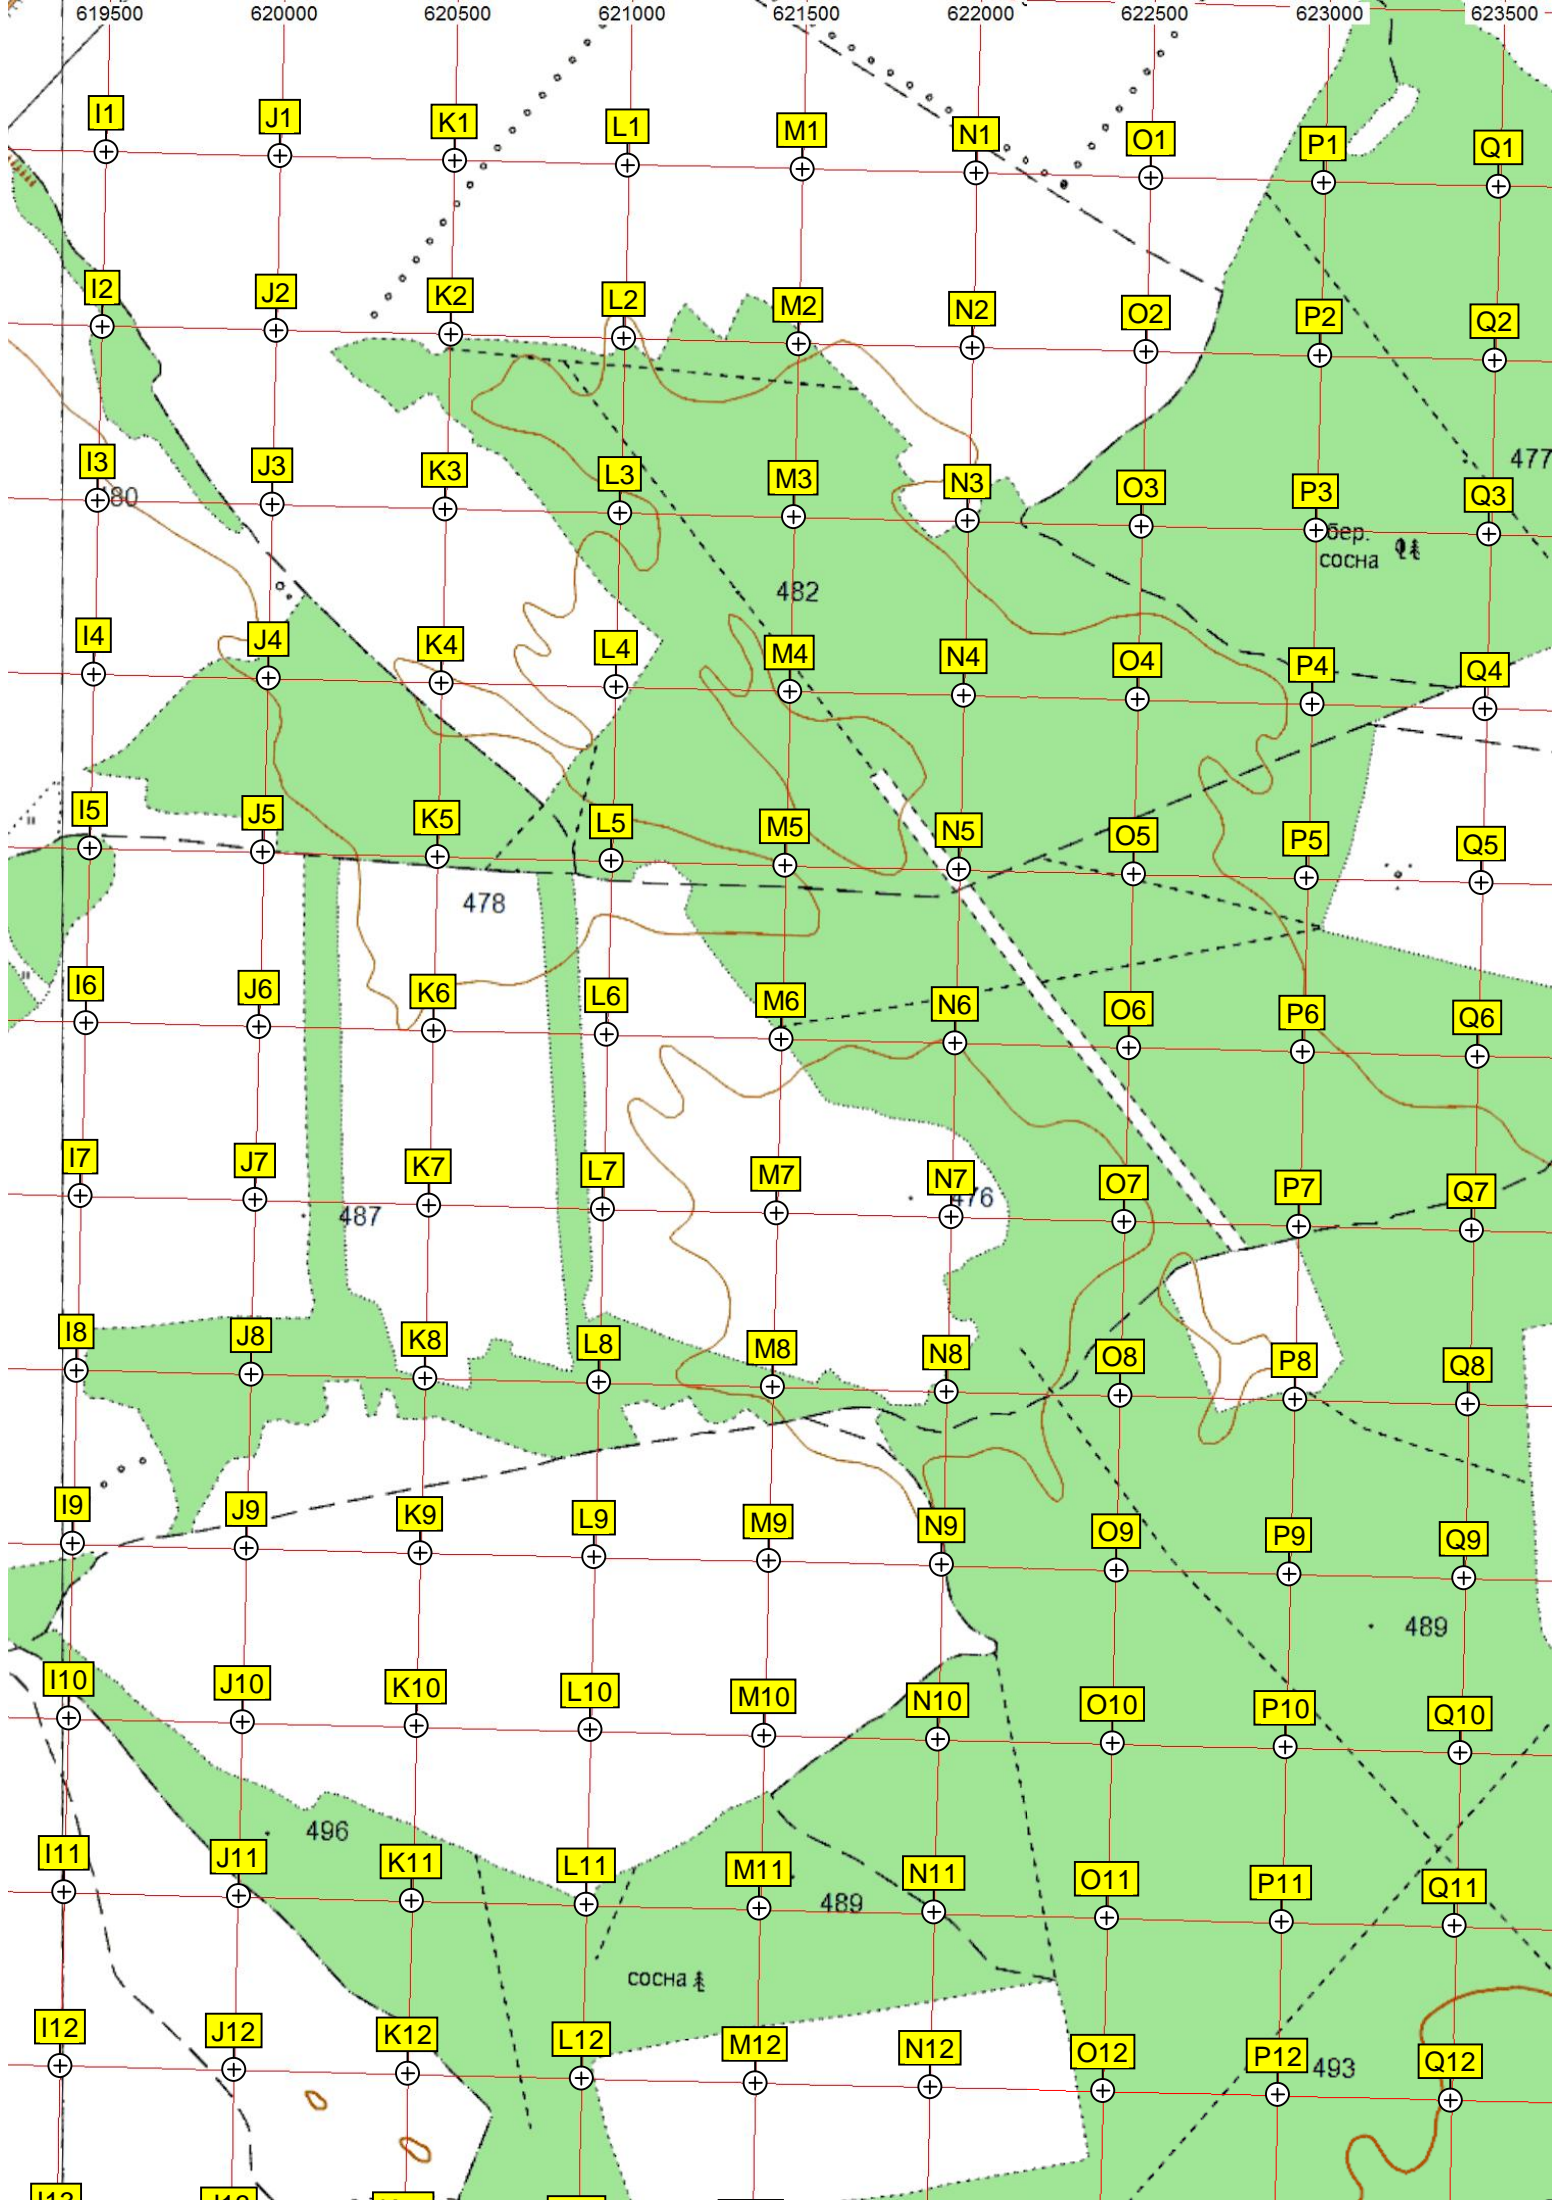 619500 620000 620500 621000 621500 622000 622500 623000 623500
I1 J1 K1 L1 M1 N1 O1 P1 Q1
I2 J2 K2 L2 M2 N2 O2 P2 Q2
477
I3 J3 K3 L3 M3 N3 O3 P3 Q3
80
бер.
сосна
482
I4 J4 K4 L4 M4 N4 O4 P4 Q4
I5 J5 K5 L5 M5 N5 O5 P5 Q5
478
I6 J6 K6 L6 M6 N6 O6 P6 Q6
I7 J7 K7 L7 M7 N7 O7 P7 Q7
476
487
I8 J8 K8 L8 M8 N8 O8 P8 Q8
I9 J9 K9 L9 M9 N9 O9 P9 Q9
489
I10 J10 K10 L10 M10 N10 O10 P10 Q10
496
I11 J11 K11 L11 M11 N11 O11 P11 Q11
489
сосна
I12 J12 K12 L12 M12 N12 O12 P12 Q12
493